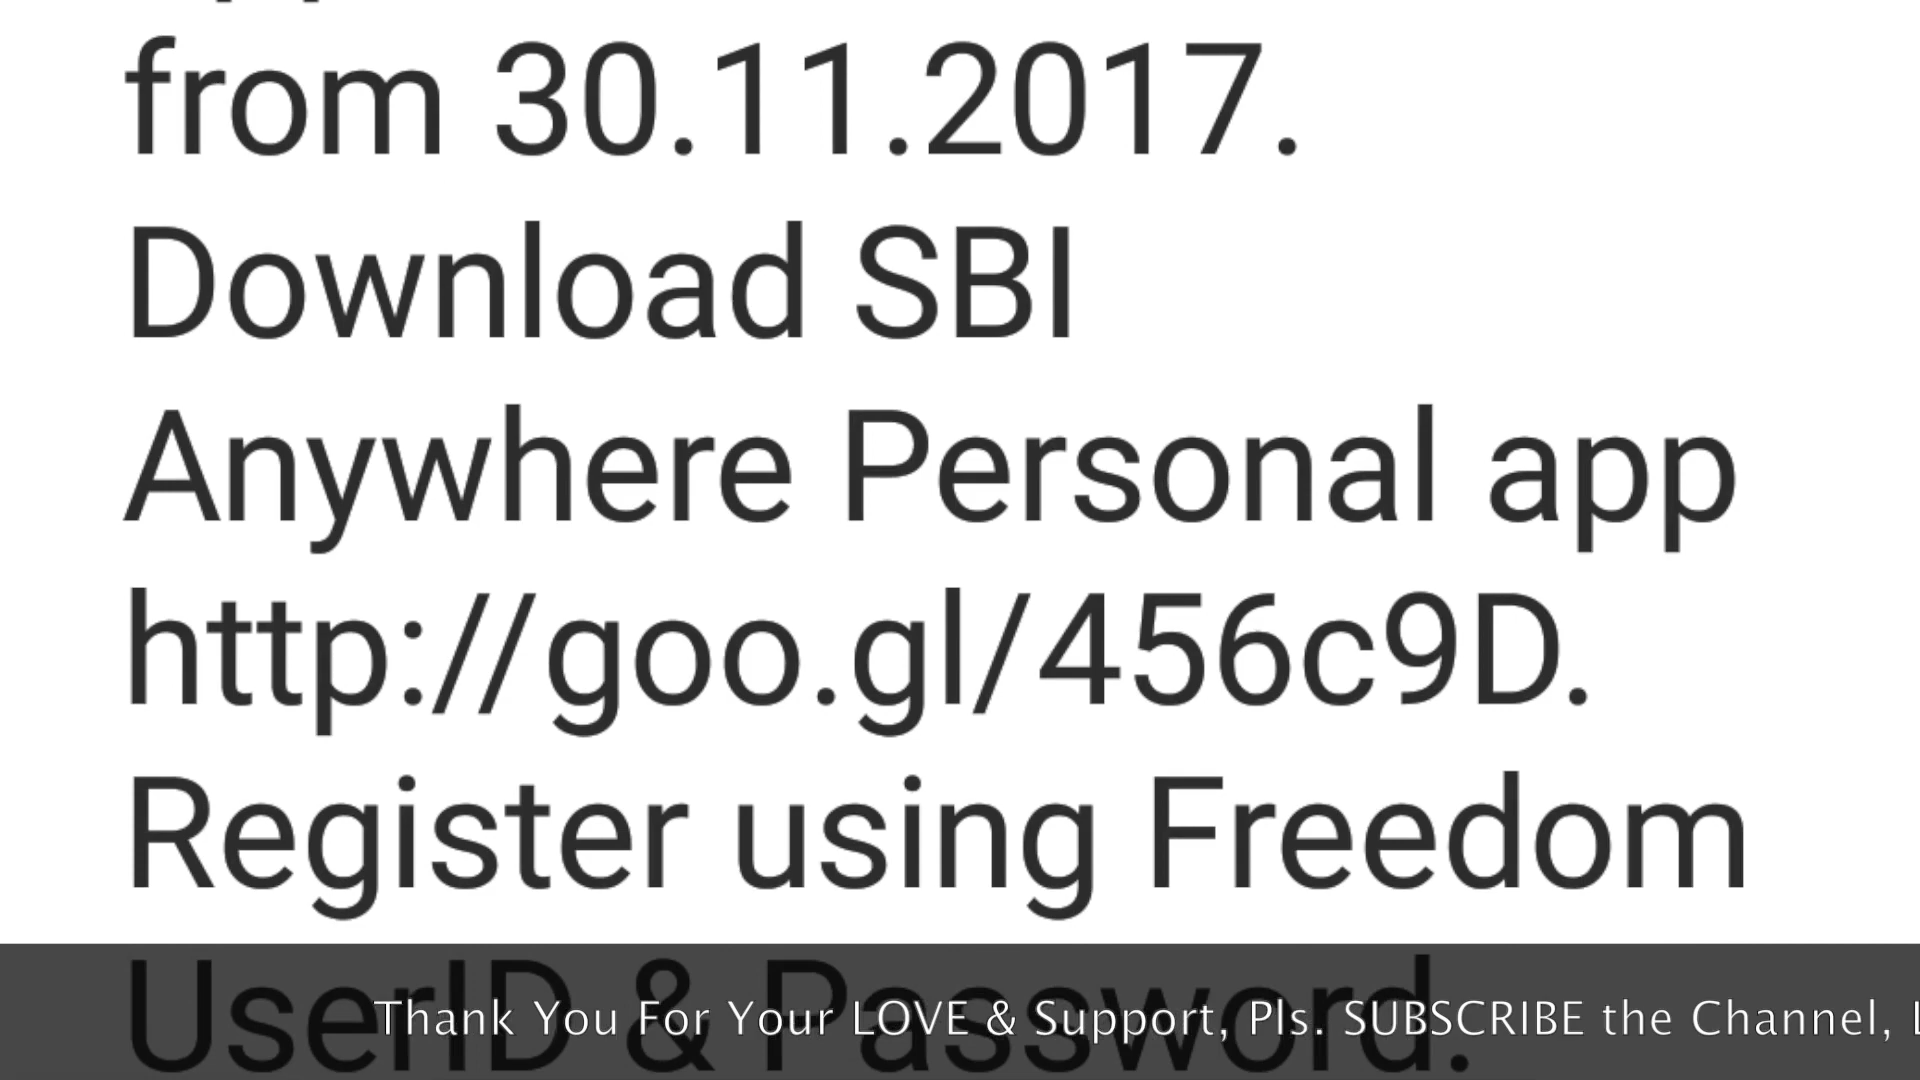 from 30.11.2017.
Download SBI
Anywhere Personal app
http://goo.gl/456c9D.
Register using Freedom
UserID & Password.
Thank You For Your LOVE & Support, Pls. SUBSCRIBE the Channel,